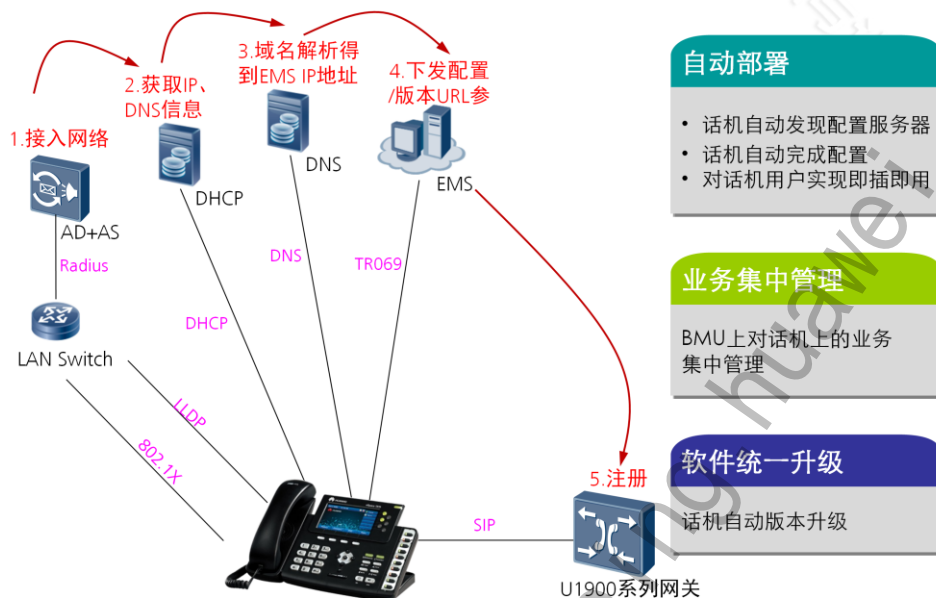 3.域名解析得
到EMS IP地址
2.获取IP、
DNS信息
4.下发配置
/版本URL参
1.接入网络
DNS
DHCP
EMS
AD+AS
Radius
DNS
TR069
DHCP
LAN Switch
LLDP
802.1X
5.注册
SIP
U1900系列网关
自动部署
• 话机自动发现配置服务器
• 话机自动完成配置
• 对话机用户实现即插即用
业务集中管理
BMU上对话机上的业务
集中管理
软件统一升级
话机自动版本升级
ng. huawei